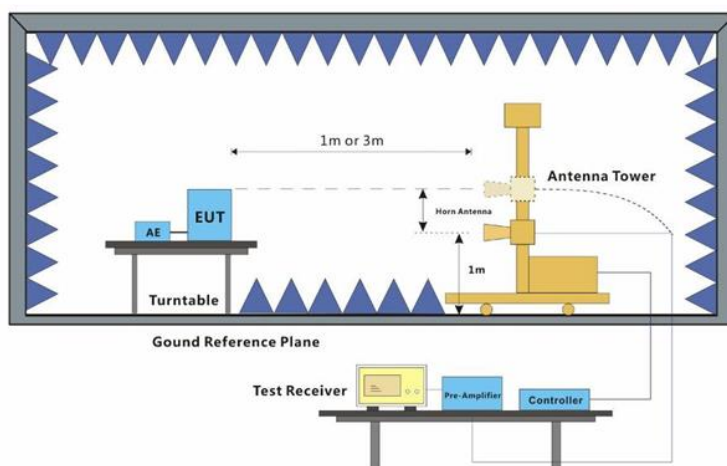 1m or 3m
Antenna Tower
EUT
Horn Antenna
AE
1m
Turntable
Gound Reference Plane
Test Receiver
Pre-Amplifier
Controller